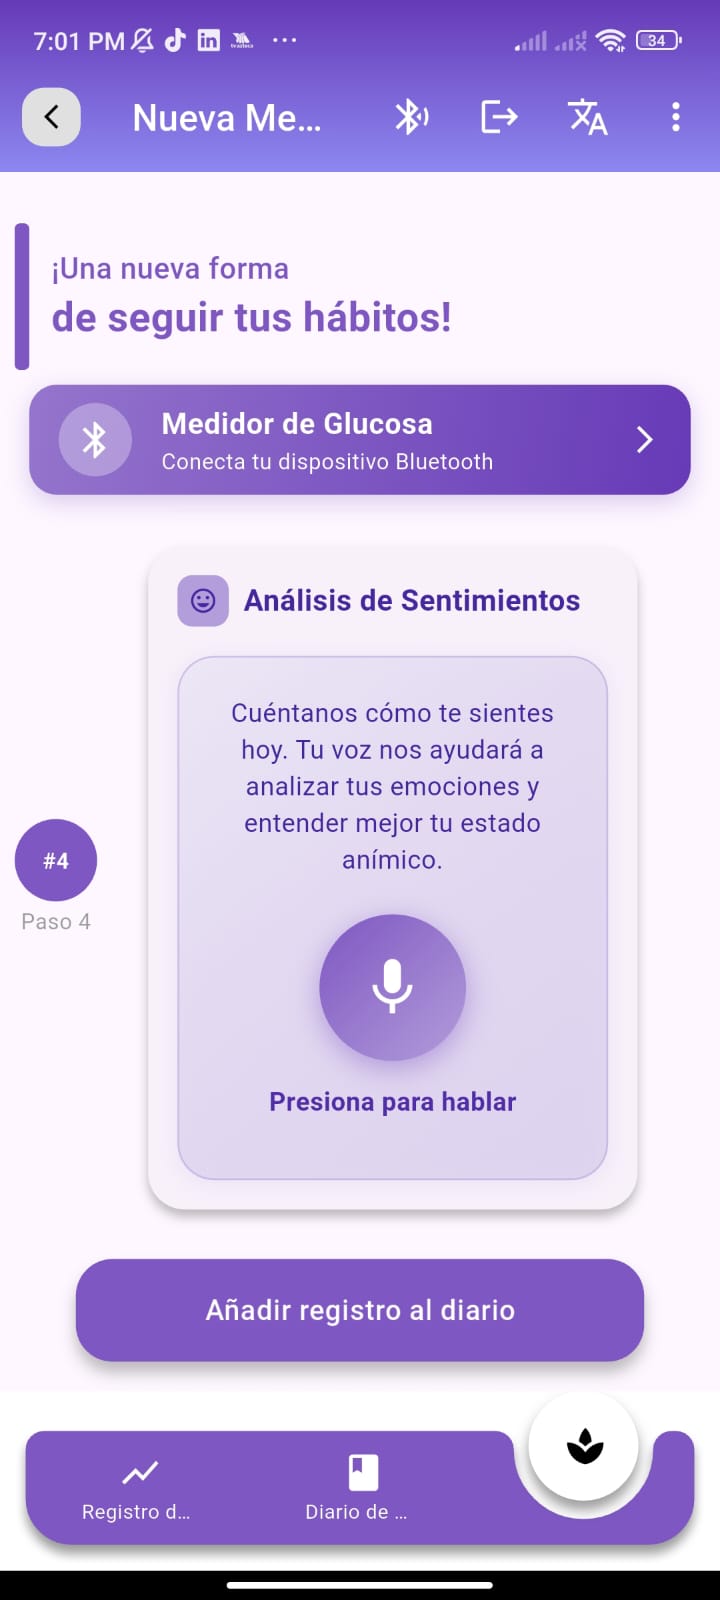 7:01 PM
34
Nueva Me...
¡Una nueva forma
de seguir tus hábitos!
Medidor de Glucosa
Conecta tu dispositivo Bluetooth
Análisis de Sentimientos
Cuéntanos cómo te sientes
hoy. Tu voz nos ayudará a
analizar tus emociones y
entender mejor tu estado
anímico.
#4
Paso 4
Presiona para hablar
Añadir registro al diario
Registro d...
Diario de ...